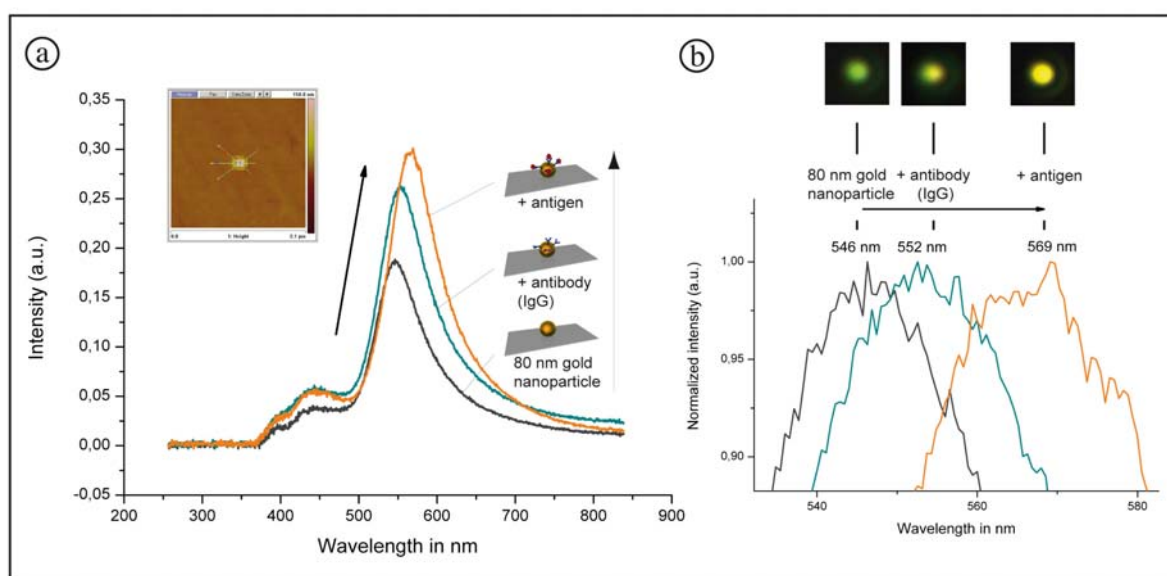 a
0,35
0,30
0,25
0,20
0,15
0,10
0,05
0,00
-0,05
Intensity (a.u.)
200 300 400 500 600 700 800 900
Wavelength in nm
+ antigen
+ antibody
(IgG)
80 nm gold
nanoparticle
b
80 nm gold
nanoparticle
+ antibody
(IgG)
+ antigen
546 nm 552 nm 569 nm
1,00
0,95
0,90
Normalized intensity (a.u.)
540 560 580
Wavelength in nm